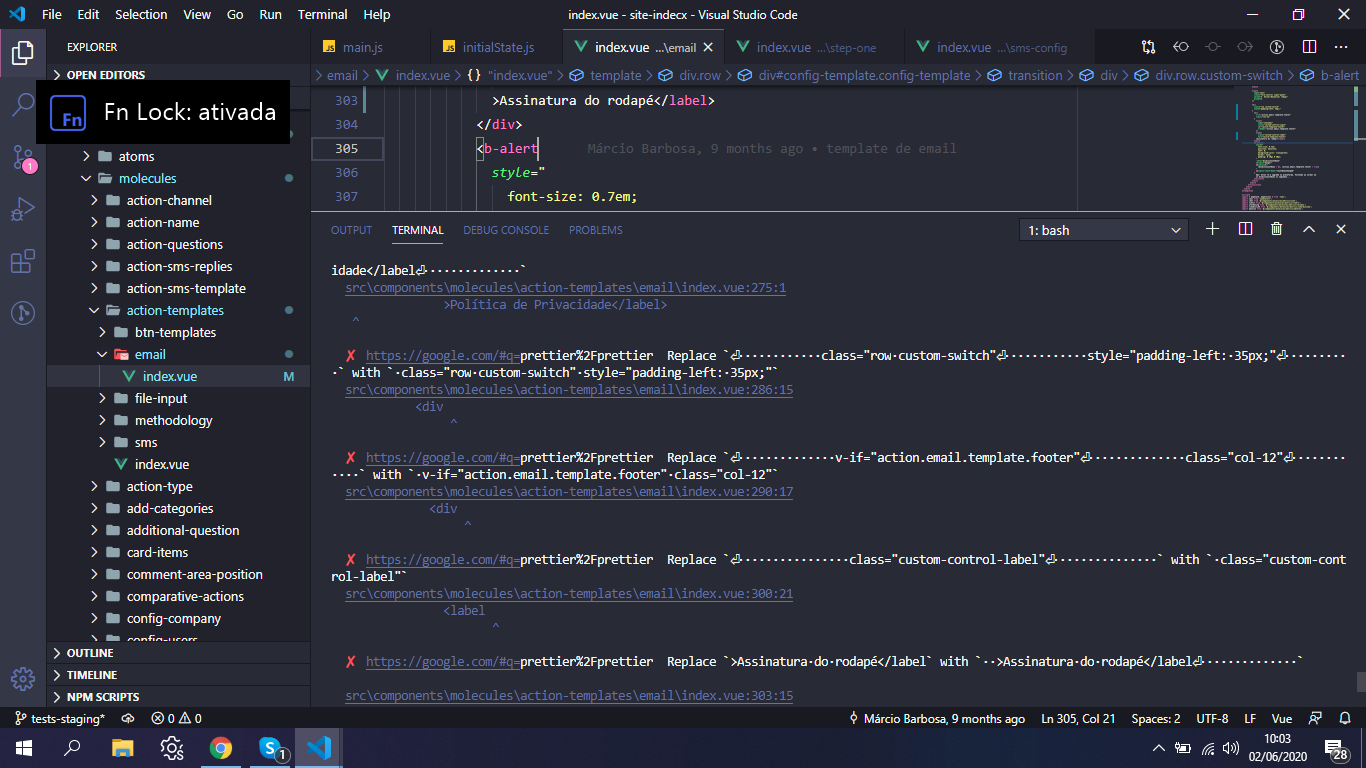 File Edit Selection View Go Run Terminal Help
index.vue - site-indecx - Visual Studio Code
EXPLORER
main.js
initialState.js
index.vue ...\email
index.vue ...\step-one
index.vue ...\sms-config
OPEN EDITORS
email > index.vue > {} "index.vue" > template > div.row > div#config-template.config-template > transition > div > div.row.custom-switch > b-alert
Fn Fn Lock: ativada
303 >Assinatura do rodapé</label>
304 </div>
305 <b-alert Márcio Barbosa, 9 months ago • template de email
306 style="
307 font-size: 0.7em;
atoms
molecules
action-channel
action-name
action-questions
action-sms-replies
action-sms-template
action-templates
btn-templates
email
index.vue M
file-input
methodology
sms
index.vue
action-type
add-categories
additional-question
card-items
comment-area-position
comparative-actions
config-company
config-users
OUTLINE
TIMELINE
NPM SCRIPTS
1
OUTPUT TERMINAL DEBUG CONSOLE PROBLEMS
1: bash
idade</label⏎·············`
src\components\molecules\action-templates\email\index.vue:275:1
>Política de Privacidade</label>
^
✘ https://google.com/#q=prettier%2Fprettier Replace `⏎···········class="row·custom-switch"⏎···········style="padding-left:·35px;"⏎·········
·` with `·class="row·custom-switch"·style="padding-left:·35px;"`
src\components\molecules\action-templates\email\index.vue:286:15
<div
^
✘ https://google.com/#q=prettier%2Fprettier Replace `⏎·············v-if="action.email.template.footer"⏎·············class="col-12"⏎·······
····` with `·v-if="action.email.template.footer"·class="col-12"`
src\components\molecules\action-templates\email\index.vue:290:17
<div
^
✘ https://google.com/#q=prettier%2Fprettier Replace `⏎···············class="custom-control-label"⏎··············` with `·class="custom-cont
rol-label"`
src\components\molecules\action-templates\email\index.vue:300:21
<label
^
✘ https://google.com/#q=prettier%2Fprettier Replace `>Assinatura·do·rodapé</label` with `··>Assinatura·do·rodapé</label⏎·············`
src\components\molecules\action-templates\email\index.vue:303:15
tests-staging* 0 0 Márcio Barbosa, 9 months ago Ln 305, Col 21 Spaces: 2 UTF-8 LF Vue
1
10:03
02/06/2020
28